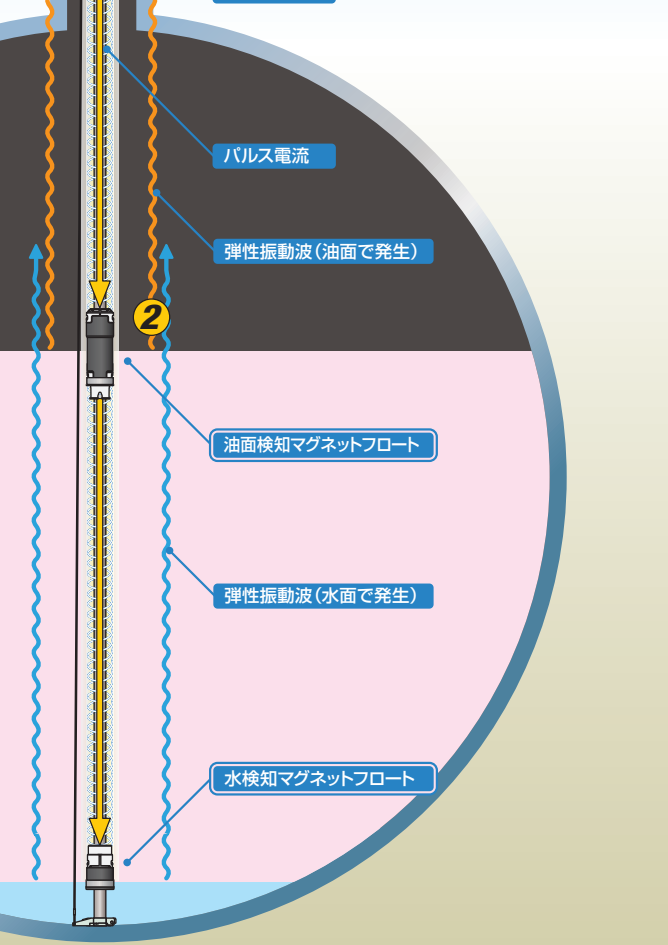 パルス電流
弾性振動波（油面で発生）
2
油面検知マグネットフロート
弾性振動波（水面で発生）
水検知マグネットフロート